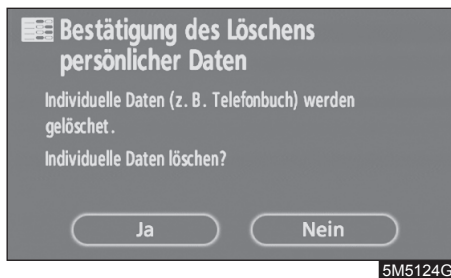 Bestätigung des Löschens
persönlicher Daten
Individuelle Daten (z. B. Telefonbuch) werden
gelöschet.
Individuelle Daten löschen?
Ja
Nein
5M5124G